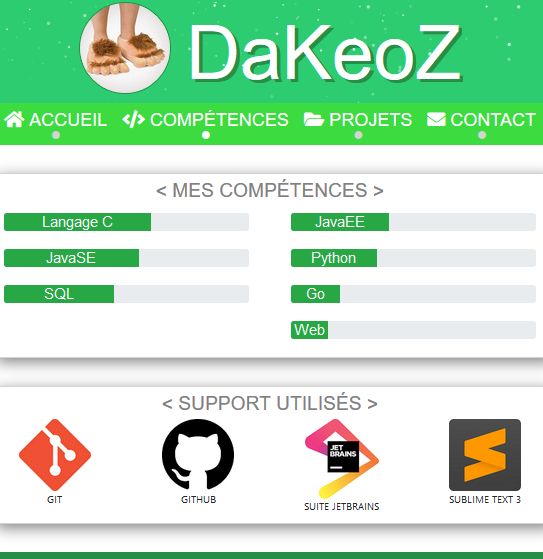 DaKeoZ
ACCUEIL </> COMPÉTENCES PROJETS CONTACT
< MES COMPÉTENCES >
Langage C JavaEE
JavaSE Python
SQL Go
Web
< SUPPORT UTILISÉS >
JET
BRAINS
GIT GITHUB SUITE JETBRAINS SUBLIME TEXT 3